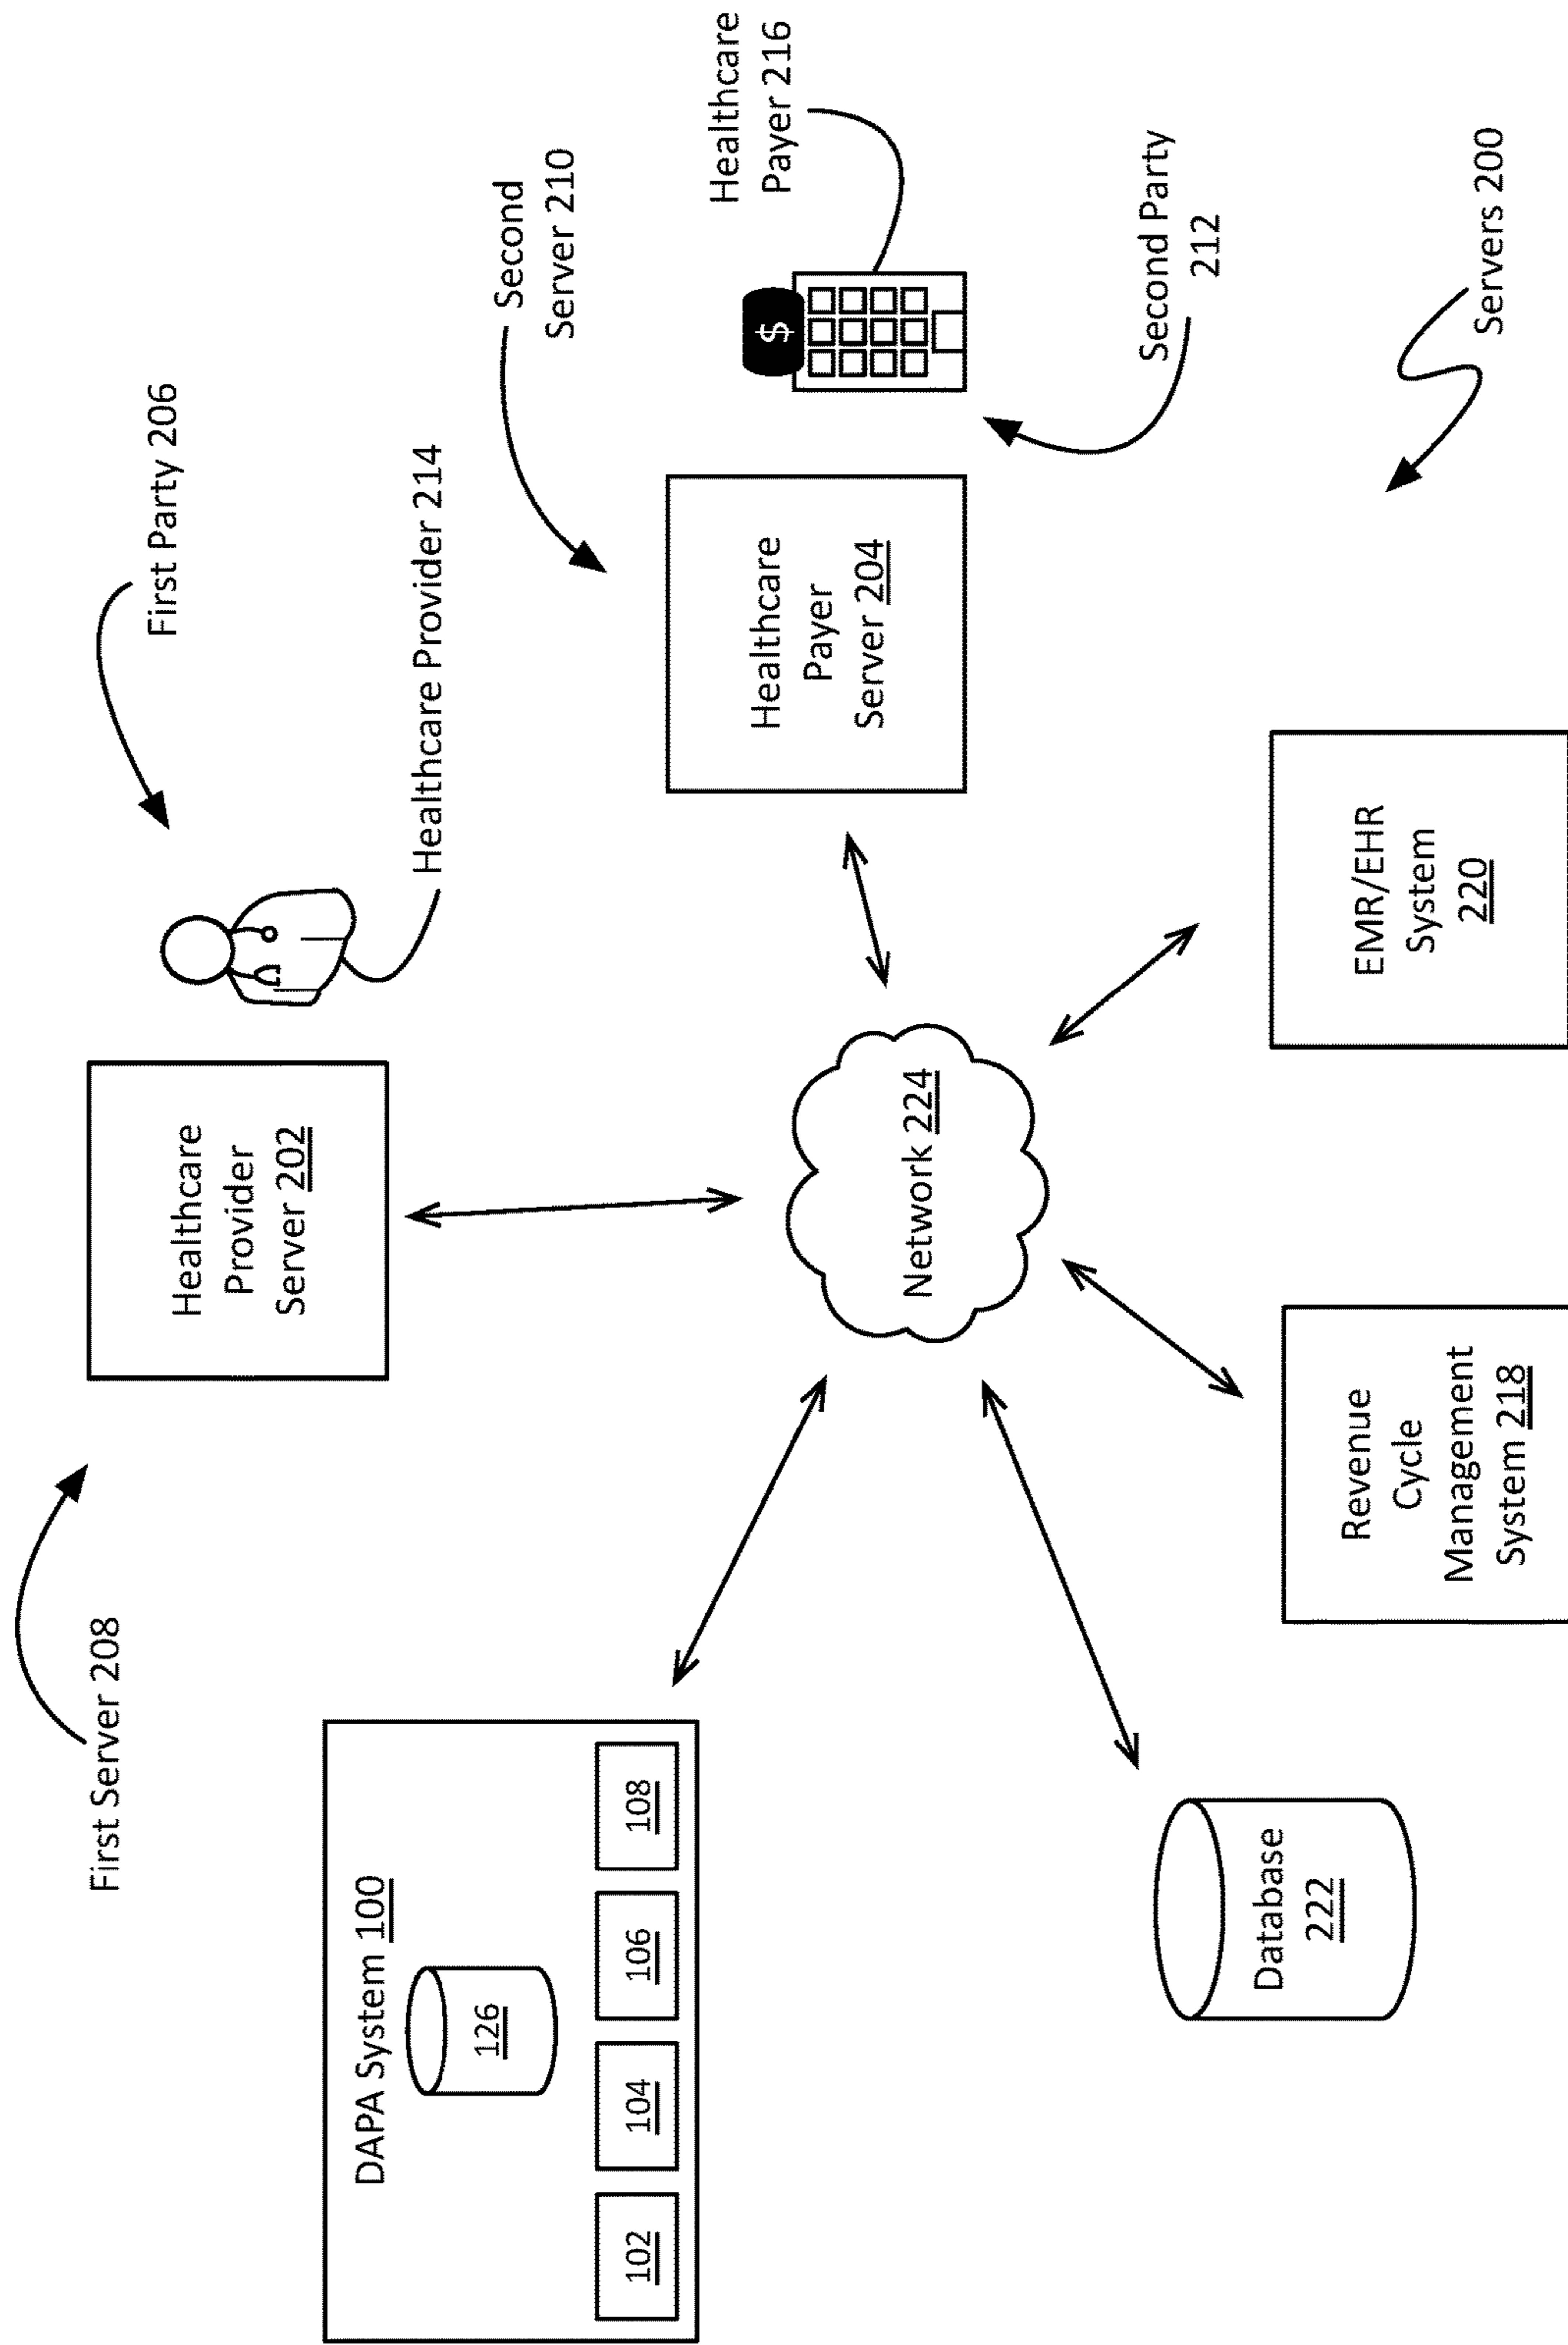 First Server 208
First Party 206
Healthcare
Provider
Server 202
Healthcare Provider 214
DAPA System 100
126
102
104
106
108
Second
Server 210
Healthcare
Payer 216
$
Healthcare
Payer
Server 204
Network 224
Second Party
212
Database
222
Revenue
Cycle
Management
System 218
EMR/EHR
System
220
Servers 200